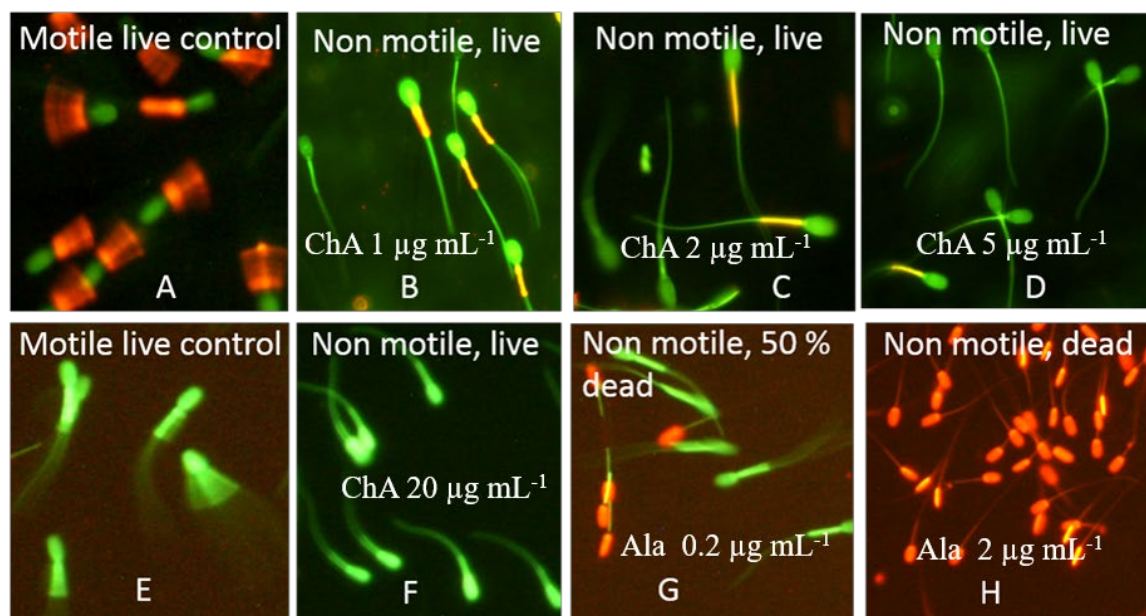 Motile live control
A
Non motile, live
ChA 1 µg mL⁻¹
B
Non motile, live
ChA 2 µg mL⁻¹
C
Non motile, live
ChA 5 µg mL⁻¹
D
Motile live control
E
Non motile, live
ChA 20 µg mL⁻¹
F
Non motile, 50 %
dead
Ala 0.2 µg mL⁻¹
G
Non motile, dead
Ala 2 µg mL⁻¹
H